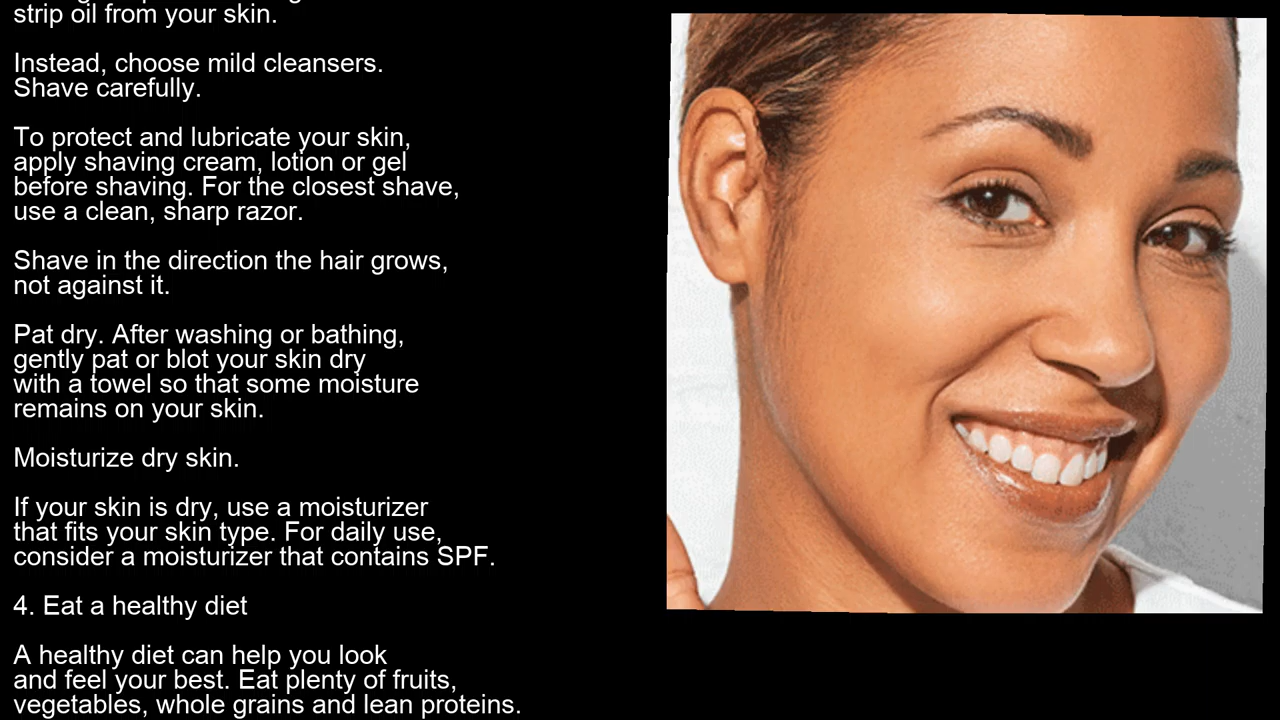 strip oil from your skin.
Instead, choose mild cleansers.
Shave carefully.
To protect and lubricate your skin,
apply shaving cream, lotion or gel
before shaving. For the closest shave,
use a clean, sharp razor.
Shave in the direction the hair grows,
not against it.
Pat dry. After washing or bathing,
gently pat or blot your skin dry
with a towel so that some moisture
remains on your skin.
Moisturize dry skin.
If your skin is dry, use a moisturizer
that fits your skin type. For daily use,
consider a moisturizer that contains SPF.
4. Eat a healthy diet
A healthy diet can help you look
and feel your best. Eat plenty of fruits,
vegetables, whole grains and lean proteins.